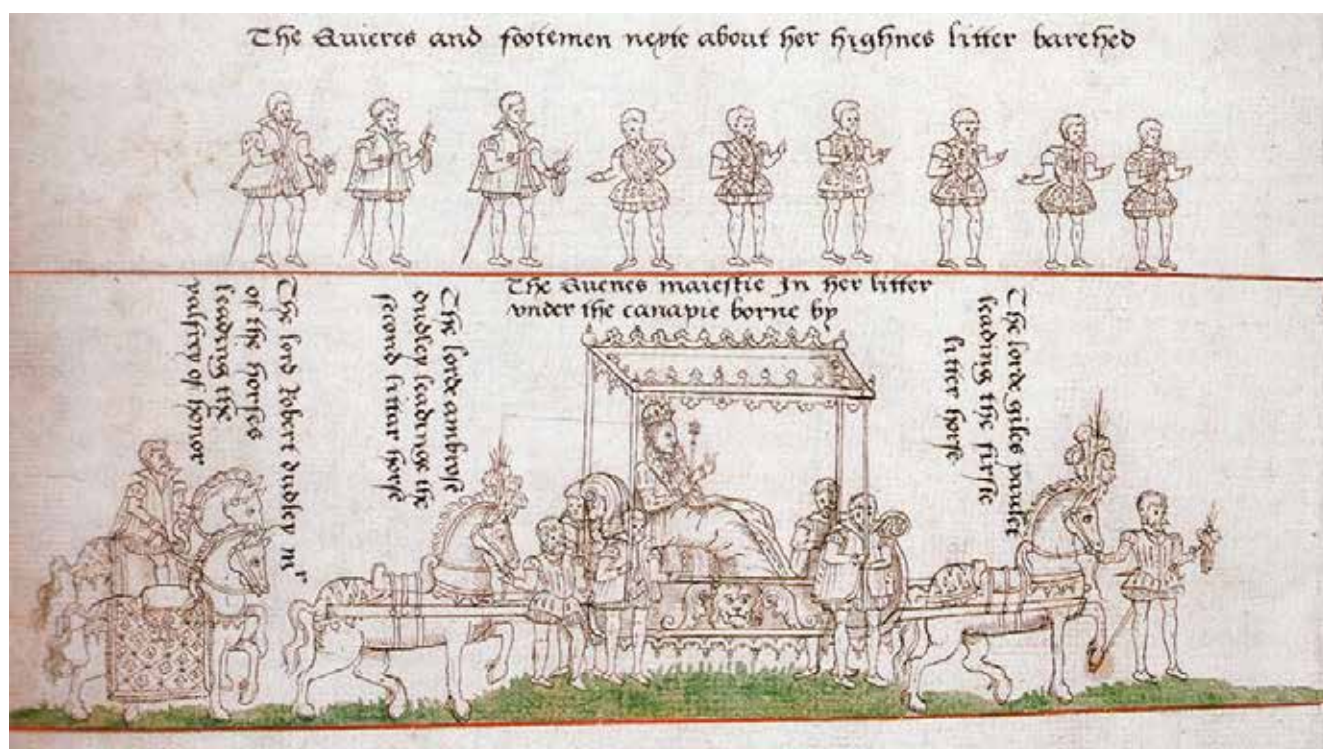 The Quieres and footemen nexte about her highnes litter barehed
The lord Robert dudley mr
of the horses
leading the
palfrey of honor
The lorde ambrose
dudley leadinge the
second littar horse
The Quenes maiestie In her litter
vnder the canapie borne by
The lorde giles paulet
leading the firste
litter horse